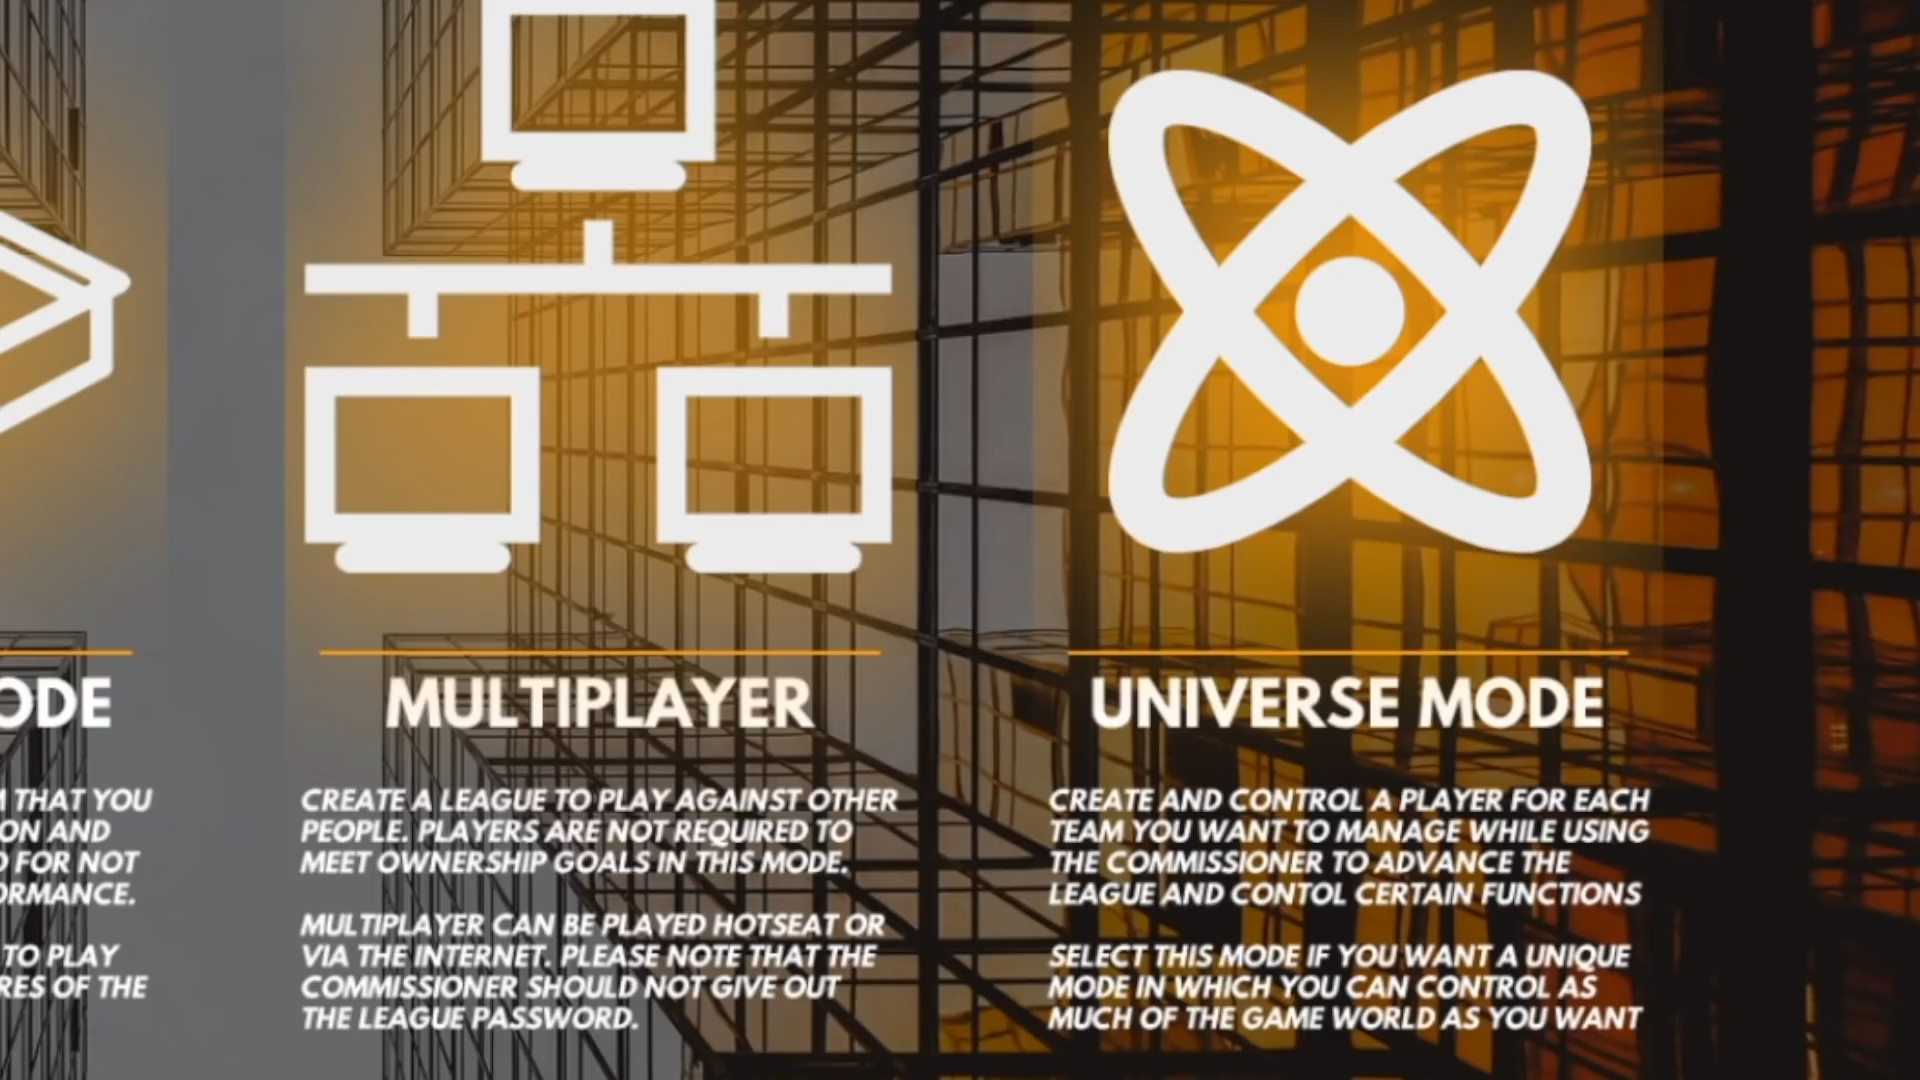 ODE
THAT YOU
ON AND
FOR NOT
ORMANCE.
TO PLAY
RES OF THE
MULTIPLAYER
CREATE A LEAGUE TO PLAY AGAINST OTHER
PEOPLE. PLAYERS ARE NOT REQUIRED TO
MEET OWNERSHIP GOALS IN THIS MODE.
MULTIPLAYER CAN BE PLAYED HOTSEAT OR
VIA THE INTERNET. PLEASE NOTE THAT THE
COMMISSIONER SHOULD NOT GIVE OUT
THE LEAGUE PASSWORD.
UNIVERSE MODE
CREATE AND CONTROL A PLAYER FOR EACH
TEAM YOU WANT TO MANAGE WHILE USING
THE COMMISSIONER TO ADVANCE THE
LEAGUE AND CONTOL CERTAIN FUNCTIONS
SELECT THIS MODE IF YOU WANT A UNIQUE
MODE IN WHICH YOU CAN CONTROL AS
MUCH OF THE GAME WORLD AS YOU WANT